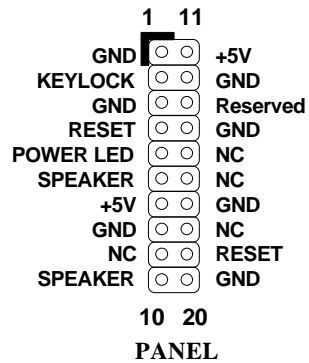 1 11
GND +5V
KEYLOCK GND
GND Reserved
RESET GND
POWER LED NC
SPEAKER NC
+5V GND
GND NC
NC RESET
SPEAKER GND
10 20
PANEL